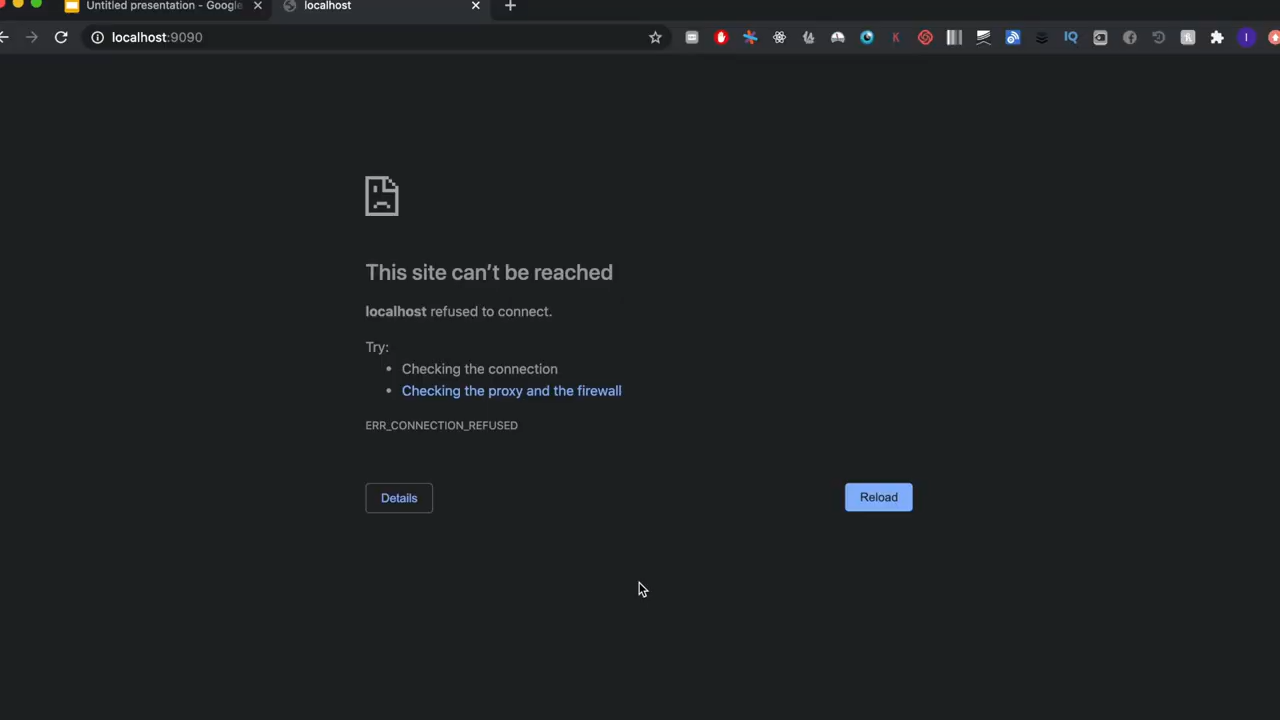 Untitled presentation - Google
localhost
localhost:9090
K
IQ
I
This site can't be reached
localhost refused to connect.
Try:
• Checking the connection
• Checking the proxy and the firewall
ERR_CONNECTION_REFUSED
Details
Reload